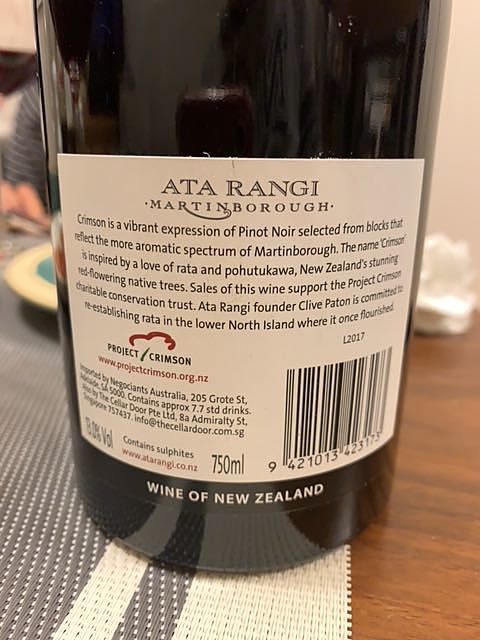 ATA RANGI
·MARTINBOROUGH·
Crimson is a vibrant expression of Pinot Noir selected from blocks that
reflect the more aromatic spectrum of Martinborough. The name 'Crimson'
is inspired by a love of rata and pohutukawa, New Zealand's stunning
red-flowering native trees. Sales of this wine support the Project Crimson
charitable conservation trust. Ata Rangi founder Clive Paton is committed to
re-establishing rata in the lower North Island where it once flourished.
L2017
PROJECT CRIMSON
www.projectcrimson.org.nz
Imported by Negociants Australia, 205 Grote St,
Adelaide, SA 5000. Contains approx 7.7 std drinks.
Also by The Cellar Door Pte Ltd, 8a Admiralty St,
Singapore 757437. info@thecellardoor.com.sg
13.0% Vol
Contains sulphites
www.atarangi.co.nz
750ml
9 421013 423173
WINE OF NEW ZEALAND